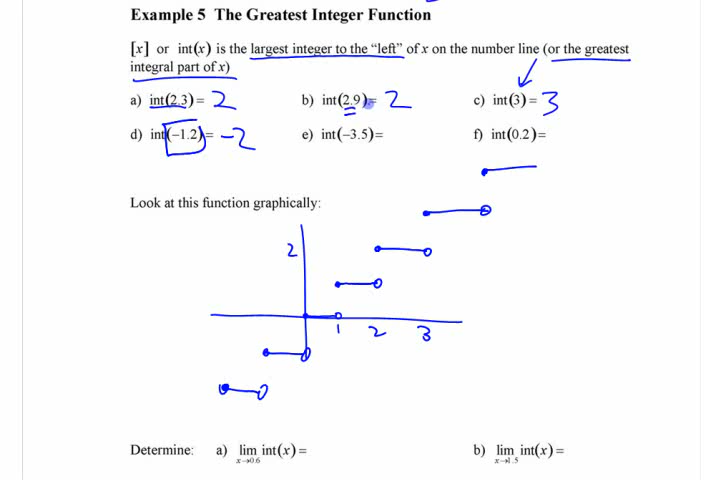 Example 5 The Greatest Integer Function
[x] or int(x) is the largest integer to the “left” of x on the number line (or the greatest
integral part of x)
a) int(2.3)= 2 b) int(2.9)= 2 c) int(3)= 3
d) int(−1.2)= -2 e) int(−3.5)= f) int(0.2)=
Look at this function graphically:
2
1 2 3
Determine: a) lim int(x)= b) lim int(x)=
x→0.6 x→1.5